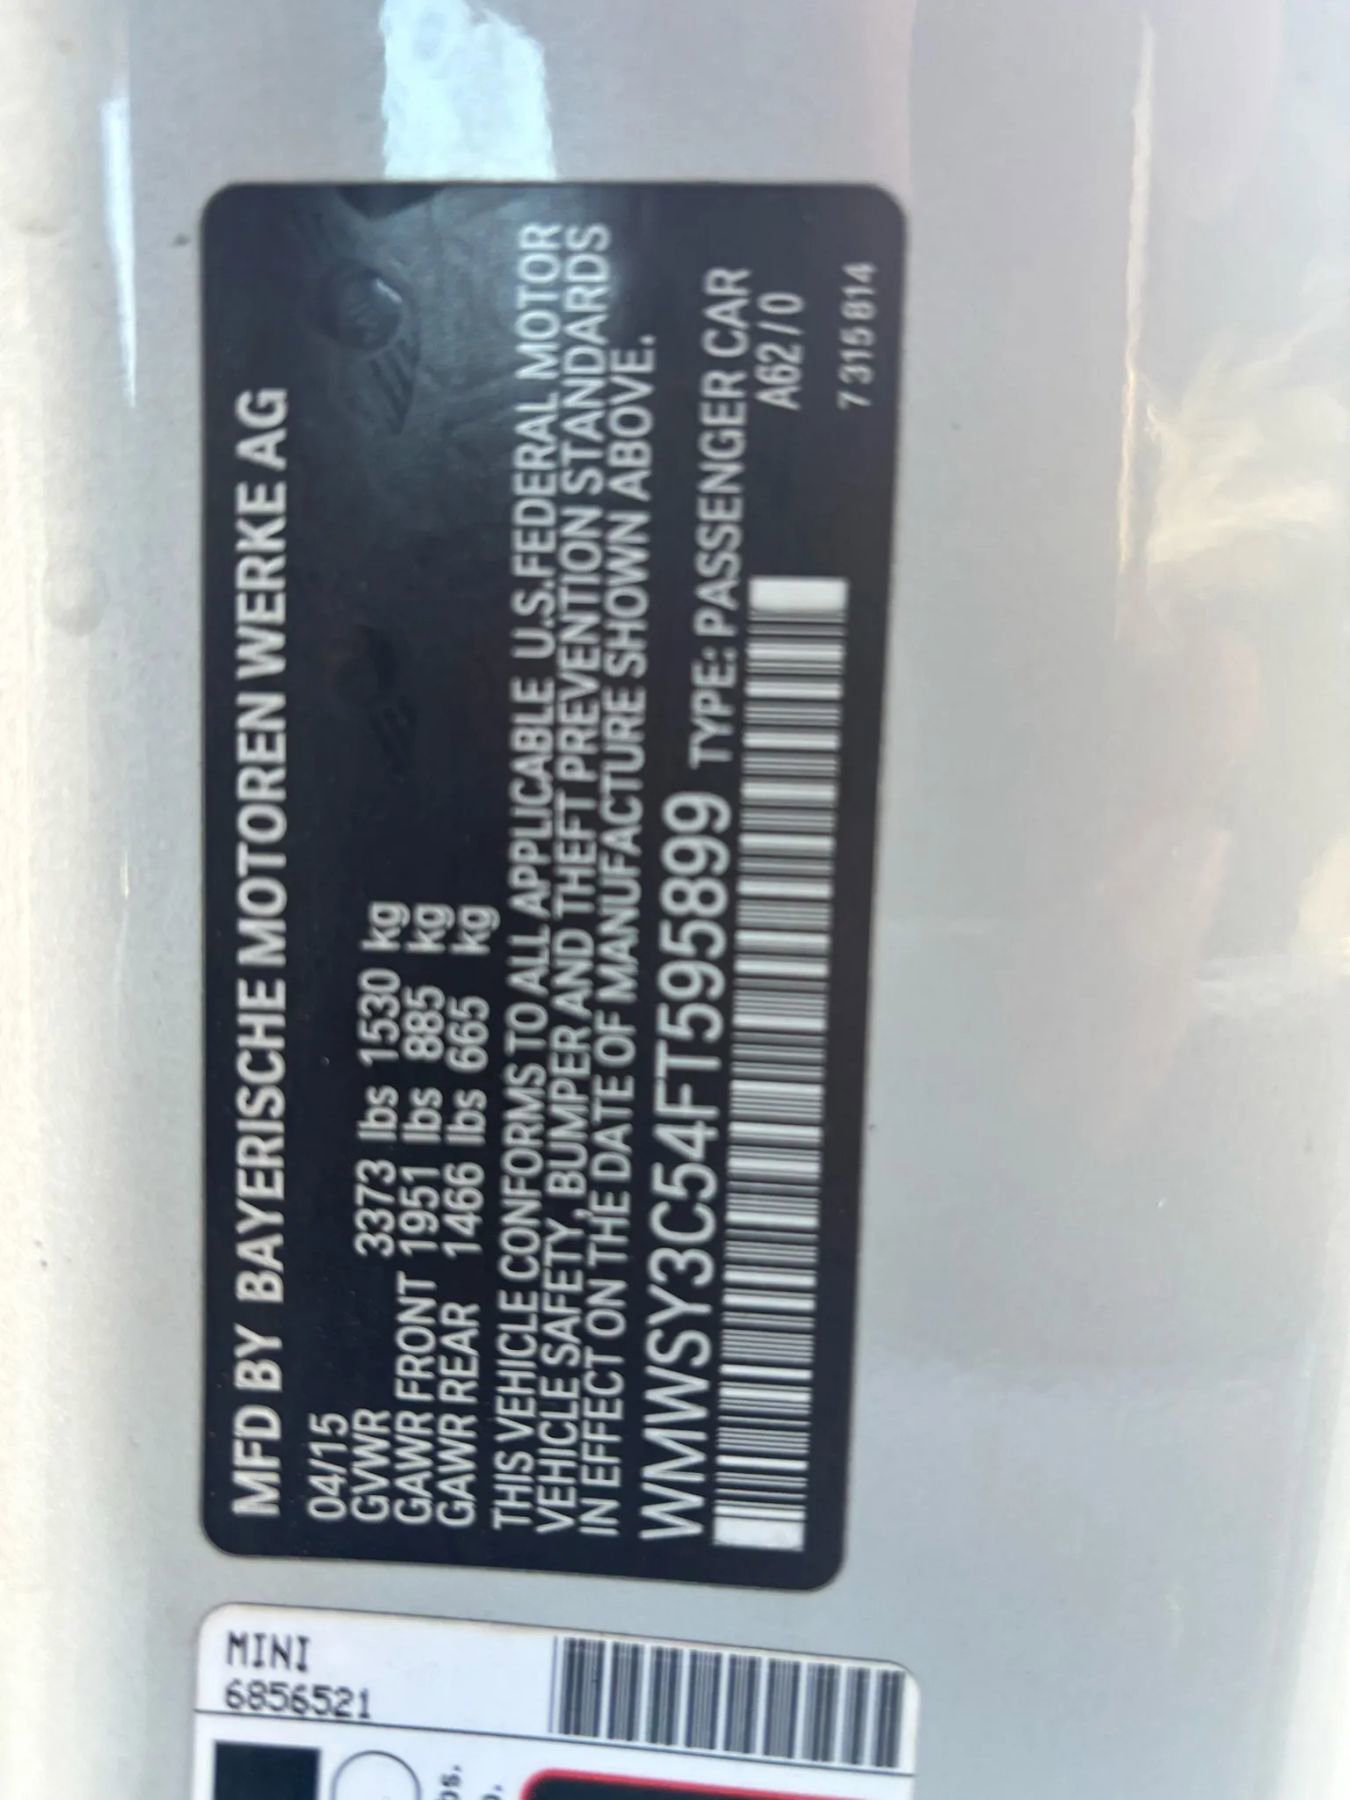 MFD BY BAYERISCHE MOTOREN WERKE AG
04/15
GVWR 3373 lbs 1530 kg
GAWR FRONT 1951 lbs 885 kg
GAWR REAR 1466 lbs 665 kg
THIS VEHICLE CONFORMS TO ALL APPLICABLE U.S.FEDERAL MOTOR
VEHICLE SAFETY, BUMPER AND THEFT PREVENTION STANDARDS
IN EFFECT ON THE DATE OF MANUFACTURE SHOWN ABOVE.
WMWSY3C54FT595899 TYPE: PASSENGER CAR
A62 / 0
7 315 814
MINI
6856521